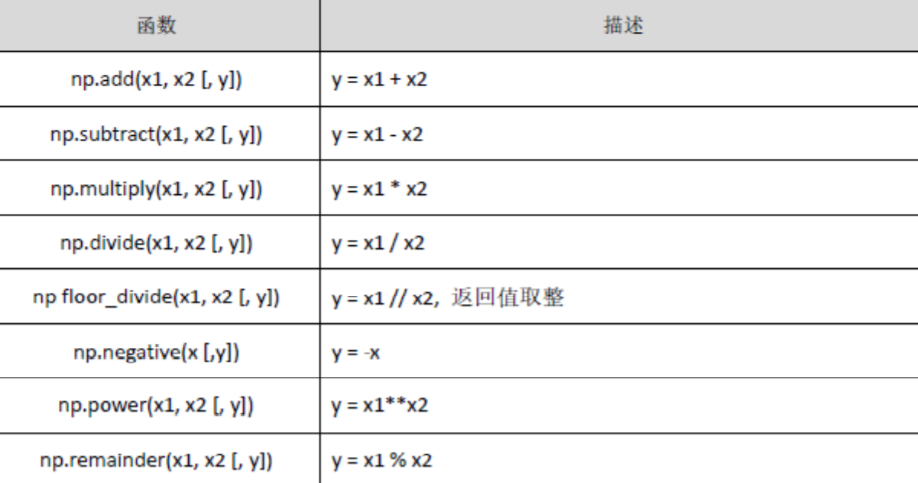 函数 描述
np.add(x1, x2 [, y]) y = x1 + x2
np.subtract(x1, x2 [, y]) y = x1 - x2
np.multiply(x1, x2 [, y]) y = x1 * x2
np.divide(x1, x2 [, y]) y = x1 / x2
np floor_divide(x1, x2 [, y]) y = x1 // x2, 返回值取整
np.negative(x [,y]) y = -x
np.power(x1, x2 [, y]) y = x1**x2
np.remainder(x1, x2 [, y]) y = x1 % x2